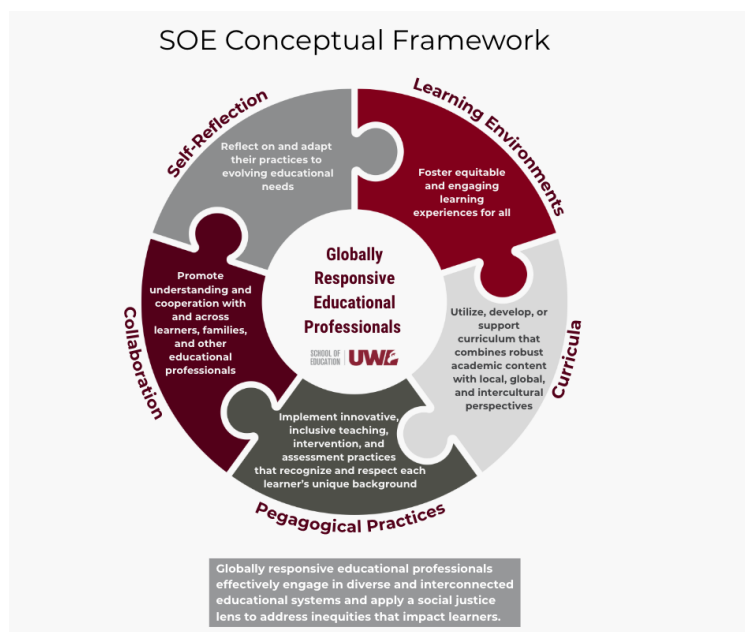 SOE Conceptual Framework
Self-Reflection
Reflect on and adapt
their practices to
evolving educational
needs
Learning Environments
Foster equitable
and engaging
learning
experiences for all
Globally
Responsive
Educational
Professionals
SCHOOL OF
EDUCATION
UWL
Collaboration
Promote
understanding and
cooperation with
and across
learners, families,
and other
educational
professionals
Curricula
Utilize, develop, or
support
curriculum that
combines robust
academic content
with local, global,
and intercultural
perspectives
Implement innovative,
inclusive teaching,
intervention, and
assessment practices
that recognize and respect each
learner's unique background
Pegagogical Practices
Globally responsive educational professionals
effectively engage in diverse and interconnected
educational systems and apply a social justice
lens to address inequities that impact learners.